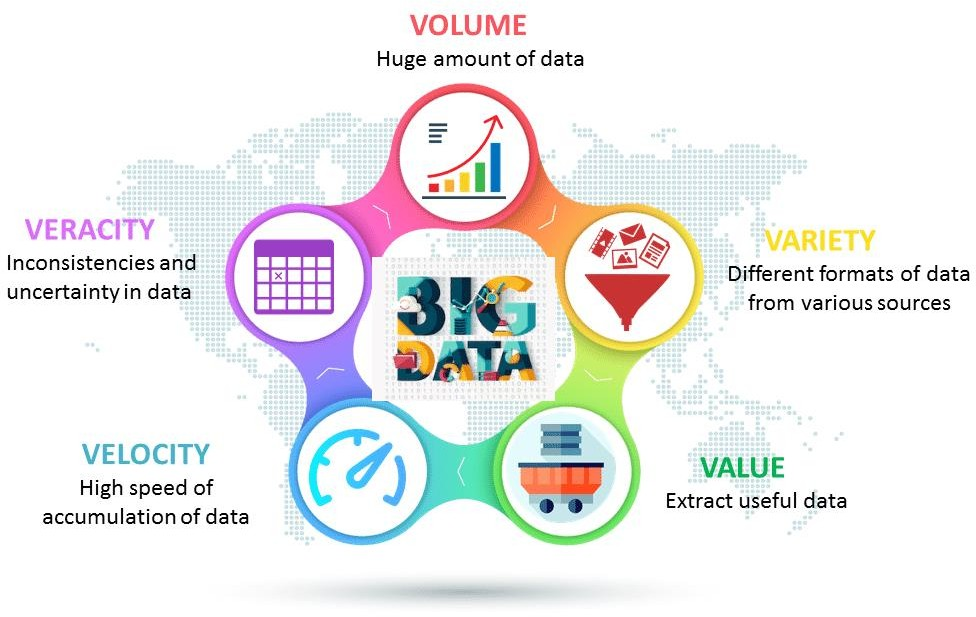 VOLUME
Huge amount of data
VERACITY
Inconsistencies and
uncertainty in data
VARIETY
Different formats of data
from various sources
BIG
DATA
VELOCITY
High speed of
accumulation of data
VALUE
Extract useful data